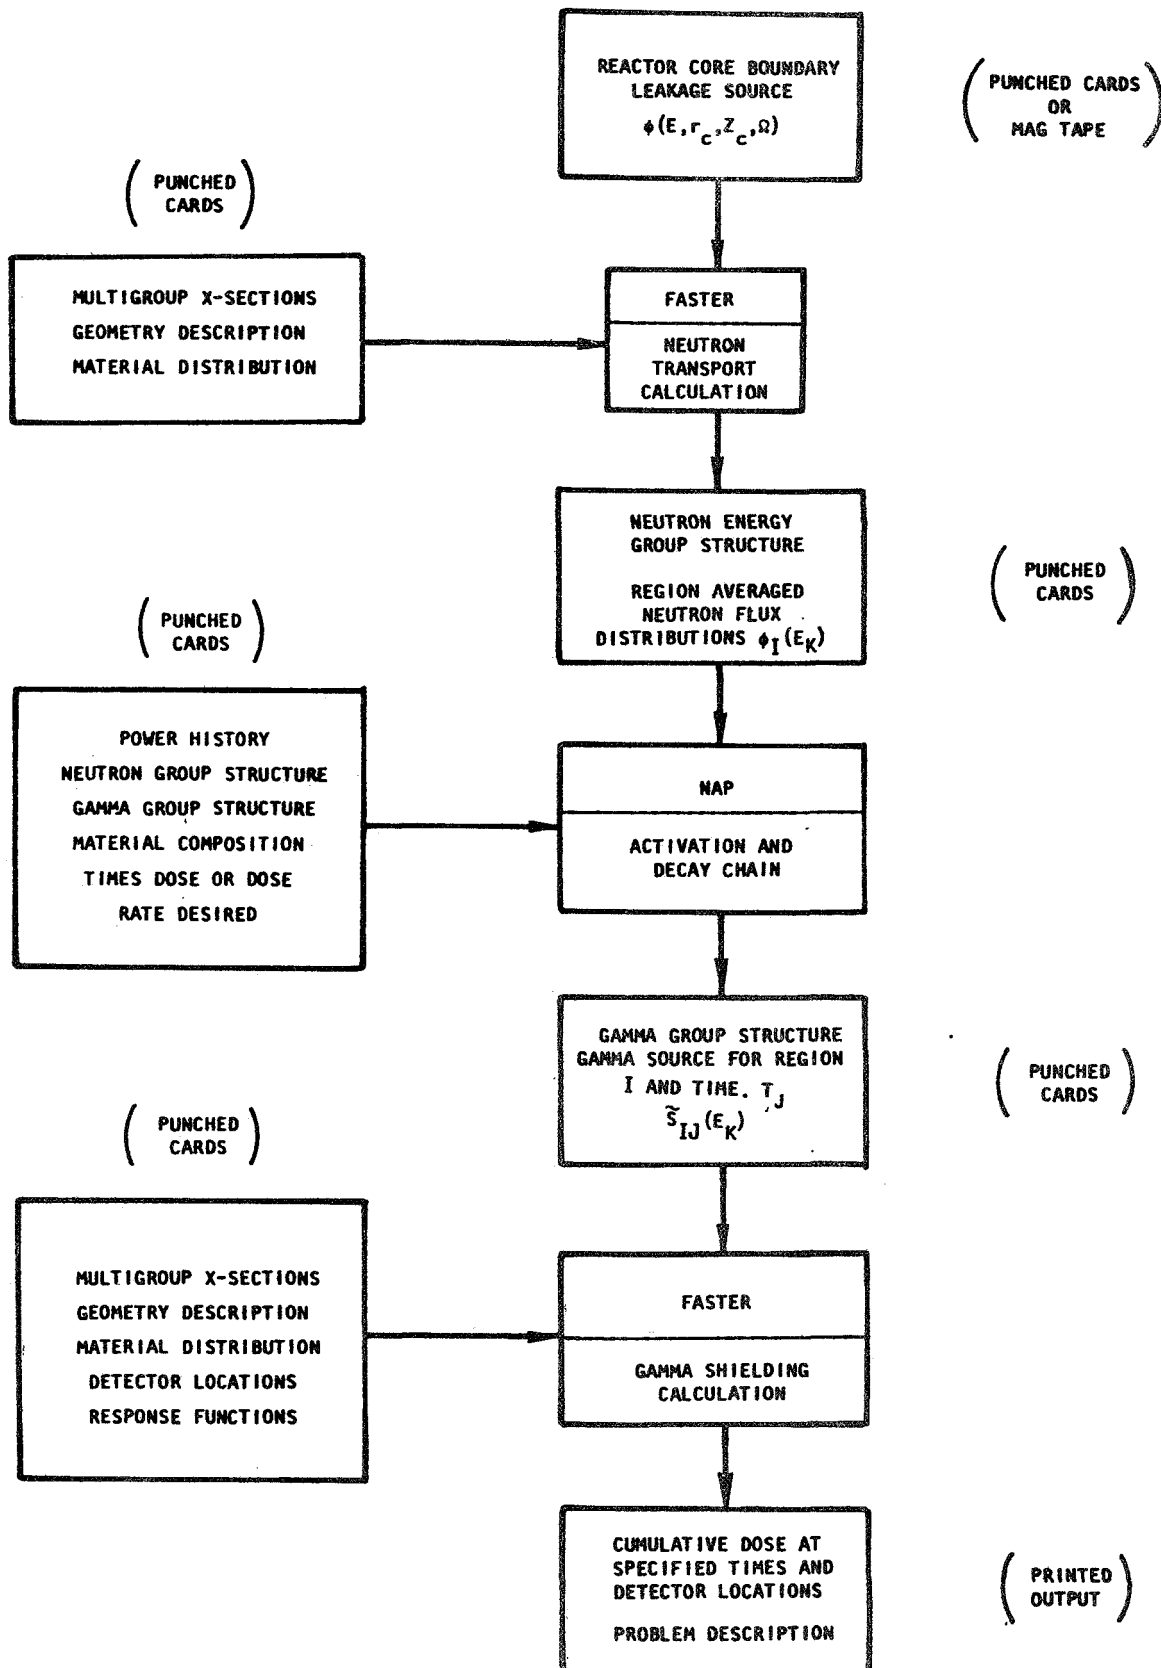 REACTOR CORE BOUNDARY
LEAKAGE SOURCE
ϕ(E,r_c,Z_c,Ω)
(PUNCHED CARDS
OR
MAG TAPE)
(PUNCHED
CARDS)
MULTIGROUP X-SECTIONS
GEOMETRY DESCRIPTION
MATERIAL DISTRIBUTION
FASTER
NEUTRON
TRANSPORT
CALCULATION
NEUTRON ENERGY
GROUP STRUCTURE
REGION AVERAGED
NEUTRON FLUX
DISTRIBUTIONS ϕ_I(E_K)
(PUNCHED
CARDS)
(PUNCHED
CARDS)
POWER HISTORY
NEUTRON GROUP STRUCTURE
GAMMA GROUP STRUCTURE
MATERIAL COMPOSITION
TIMES DOSE OR DOSE
RATE DESIRED
NAP
ACTIVATION AND
DECAY CHAIN
GAMMA GROUP STRUCTURE
GAMMA SOURCE FOR REGION
I AND TIME. T_J
S̃_IJ(E_K)
(PUNCHED
CARDS)
(PUNCHED
CARDS)
MULTIGROUP X-SECTIONS
GEOMETRY DESCRIPTION
MATERIAL DISTRIBUTION
DETECTOR LOCATIONS
RESPONSE FUNCTIONS
FASTER
GAMMA SHIELDING
CALCULATION
CUMULATIVE DOSE AT
SPECIFIED TIMES AND
DETECTOR LOCATIONS
PROBLEM DESCRIPTION
(PRINTED
OUTPUT)